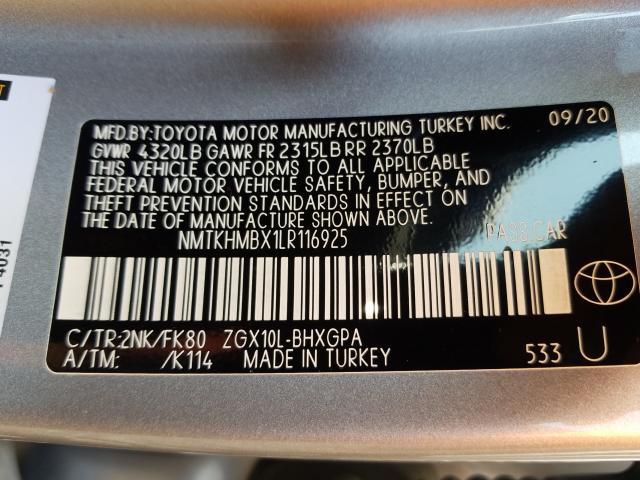 MFD.BY:TOYOTA MOTOR MANUFACTURING TURKEY INC. 09/20
GVWR 4320LB GAWR FR 2315LB RR 2370LB
THIS VEHICLE CONFORMS TO ALL APPLICABLE
FEDERAL MOTOR VEHICLE SAFETY, BUMPER, AND
THEFT PREVENTION STANDARDS IN EFFECT ON
THE DATE OF MANUFACTURE SHOWN ABOVE.
NMTKHMBX1LR116925 PASS.CAR
C/TR:2NK/FK80 ZGX10L-BHXGPA
A/TM: /K114 MADE IN TURKEY 533 U